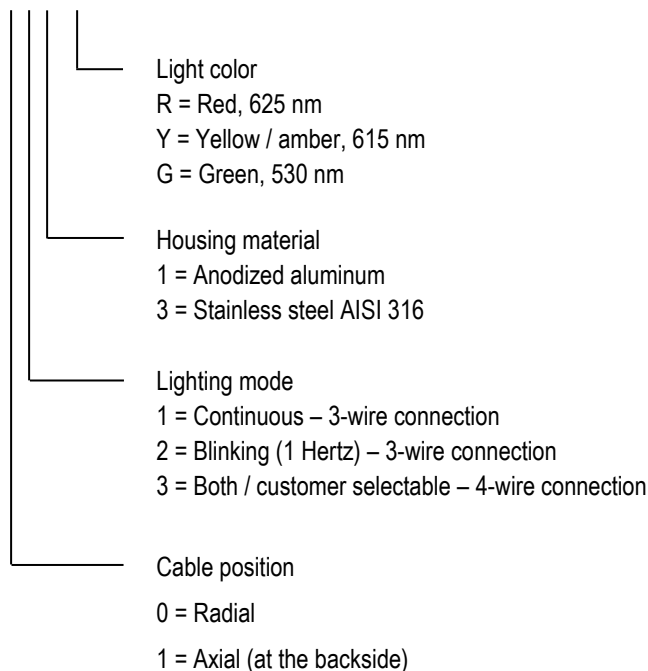 Light color
R = Red, 625 nm
Y = Yellow / amber, 615 nm
G = Green, 530 nm
Housing material
1 = Anodized aluminum
3 = Stainless steel AISI 316
Lighting mode
1 = Continuous – 3-wire connection
2 = Blinking (1 Hertz) – 3-wire connection
3 = Both / customer selectable – 4-wire connection
Cable position
0 = Radial
1 = Axial (at the backside)